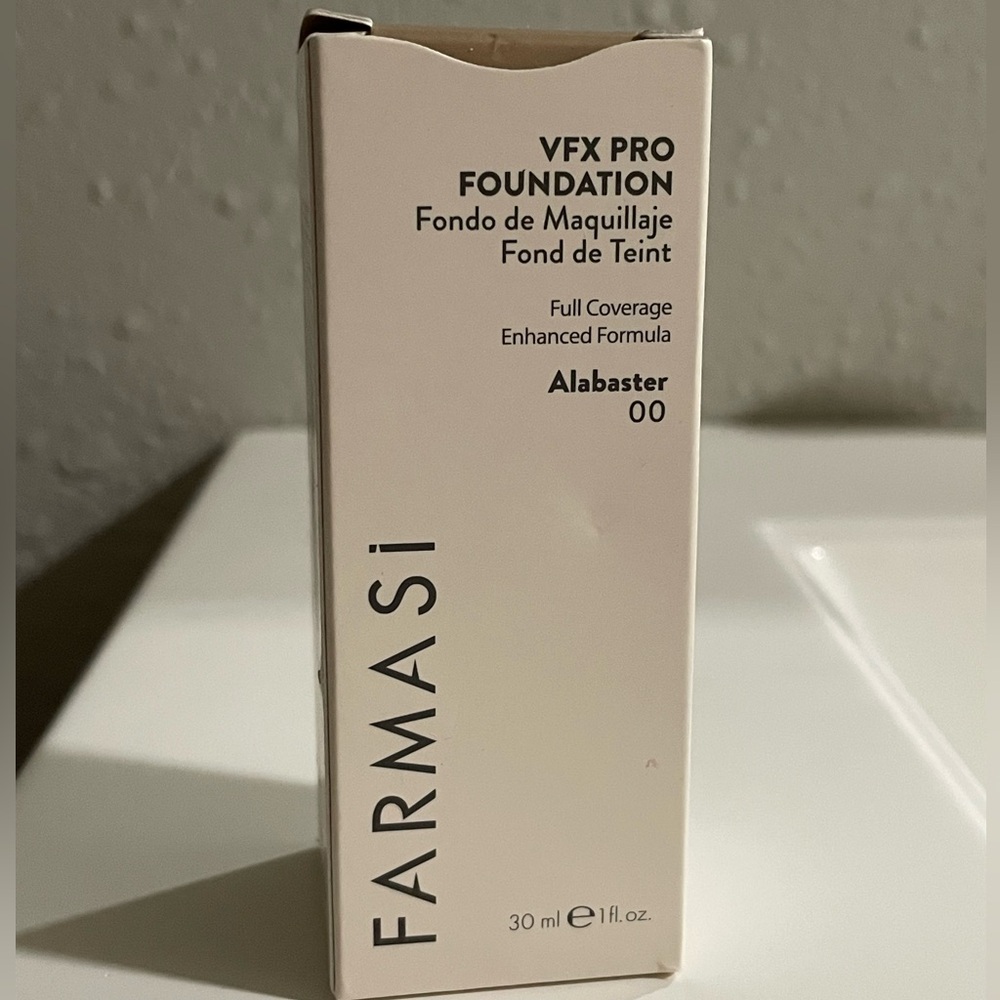 VFX PRO
FOUNDATION
Fondo de Maquillaje
Fond de Teint
Full Coverage
Enhanced Formula
Alabaster
00
FARMASi
30 ml ℮ 1 fl. oz.